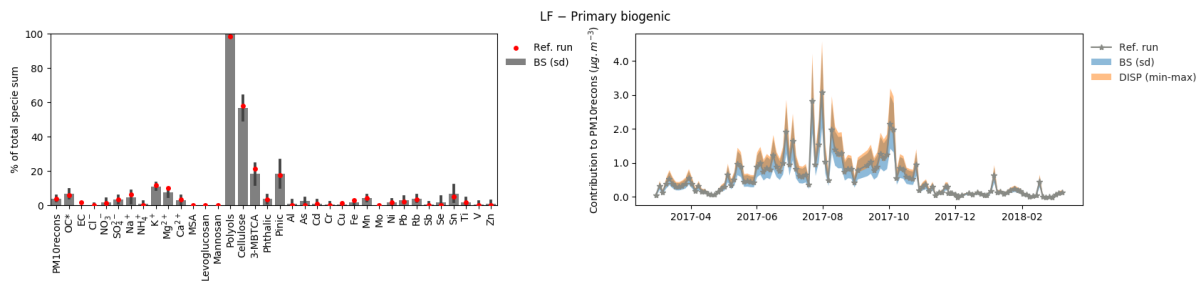 LF − Primary biogenic
% of total specie sum
100
80
60
40
20
0
PM10recons
OC*
EC
Cl⁻
NO₃⁻
SO₄²⁻
Na⁺
NH₄⁺
K⁺
Mg²⁺
Ca²⁺
MSA
Levoglucosan
Mannosan
Polyols
Cellulose
3-MBTCA
Phthalic
Pinic
Al
As
Cd
Cr
Cu
Fe
Mn
Mo
Ni
Pb
Rb
Sb
Se
Sn
Ti
V
Zn
Ref. run
BS (sd)
Contribution to PM10recons (μg. m⁻³)
4.0
3.0
2.0
1.0
0.0
2017-04
2017-06
2017-08
2017-10
2017-12
2018-02
Ref. run
BS (sd)
DISP (min-max)